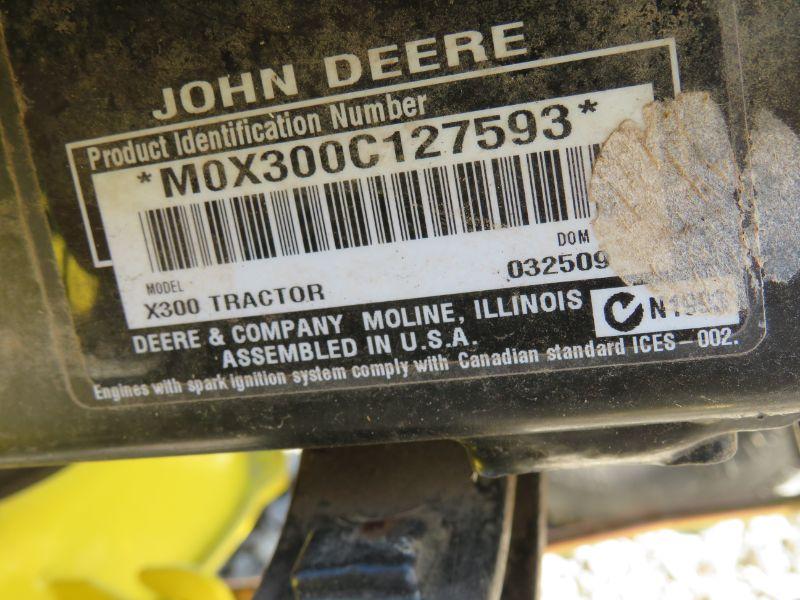 JOHN DEERE
Product Identification Number
*M0X300C127593*
DOM
MODEL
032509
X300 TRACTOR
DEERE & COMPANY MOLINE, ILLINOIS
ASSEMBLED IN U.S.A.
Engines with spark ignition system comply with Canadian standard ICES-002.